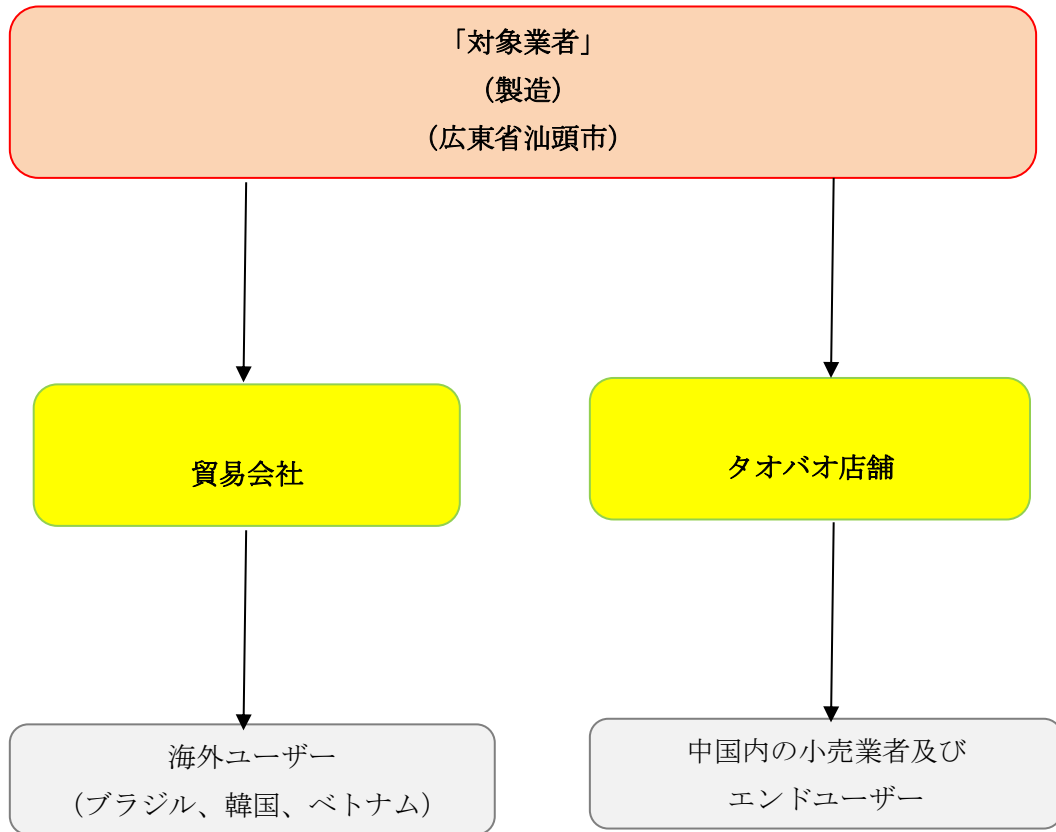 「対象業者」
（製造）
（広東省汕頭市）
貿易会社
タオバオ店舗
海外ユーザー
（ブラジル、韓国、ベトナム）
中国内の小売業者及び
エンドユーザー